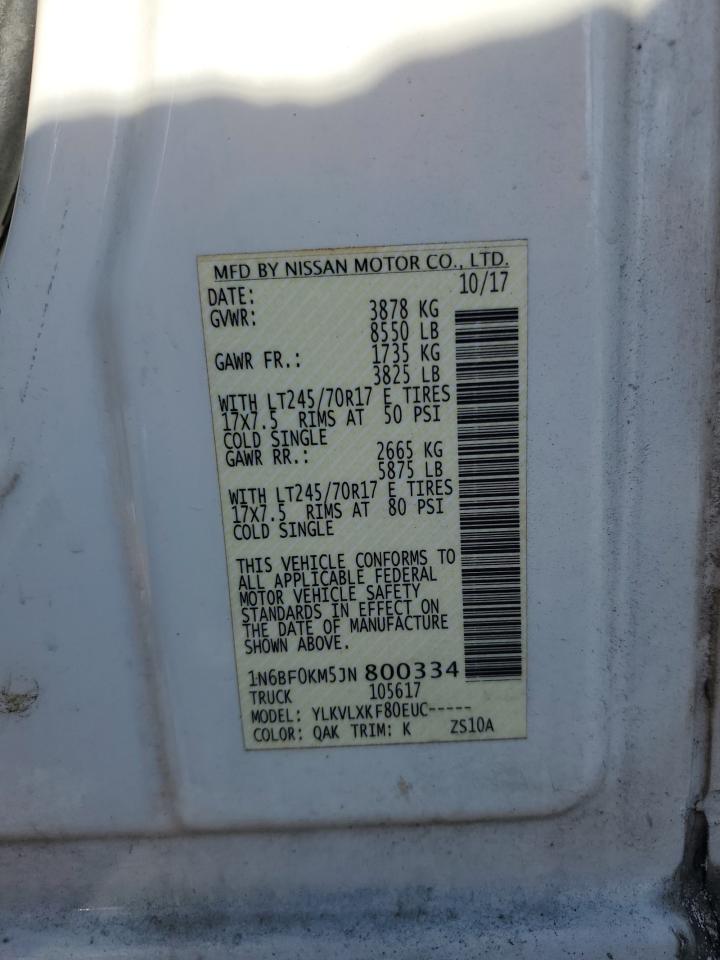 MFD BY NISSAN MOTOR CO., LTD.
DATE: 10/17
GVWR: 3878 KG
8550 LB
GAWR FR.: 1735 KG
3825 LB
WITH LT245/70R17 E TIRES
17X7.5 RIMS AT 50 PSI
COLD SINGLE
GAWR RR.: 2665 KG
5875 LB
WITH LT245/70R17 E TIRES
17X7.5 RIMS AT 80 PSI
COLD SINGLE
THIS VEHICLE CONFORMS TO
ALL APPLICABLE FEDERAL
MOTOR VEHICLE SAFETY
STANDARDS IN EFFECT ON
THE DATE OF MANUFACTURE
SHOWN ABOVE.
1N6BF0KM5JN800334
TRUCK 105617
MODEL: YLKVLXKF80EUC-----
COLOR: QAK TRIM: K ZS10A